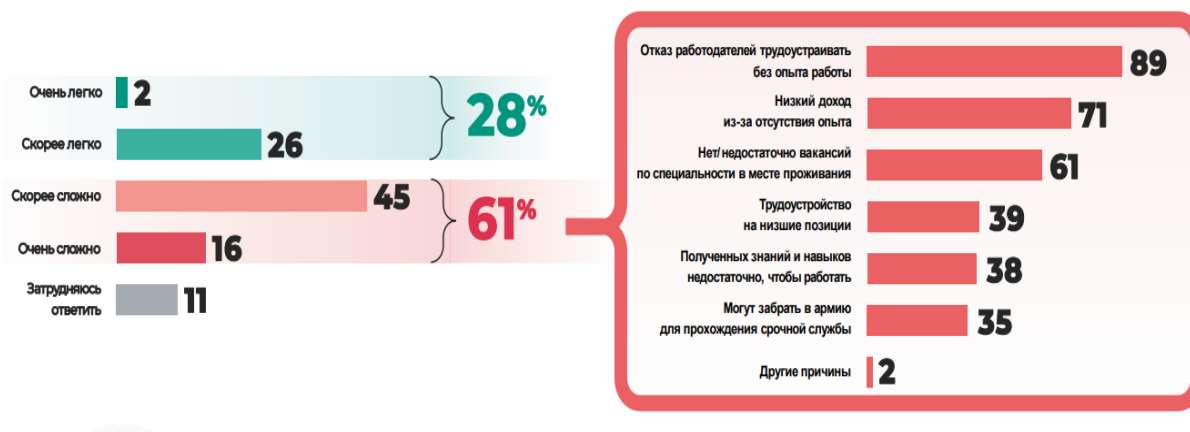 Очень легко
2
Скорее легко
26
28%
Скорее сложно
45
Очень сложно
16
61%
Затрудняюсь
ответить
11
Отказ работодателей трудоустраивать
без опыта работы
89
Низкий доход
из-за отсутствия опыта
71
Нет/недостаточно вакансий
по специальности в месте проживания
61
Трудоустройство
на низшие позиции
39
Полученных знаний и навыков
недостаточно, чтобы работать
38
Могут забрать в армию
для прохождения срочной службы
35
Другие причины
2